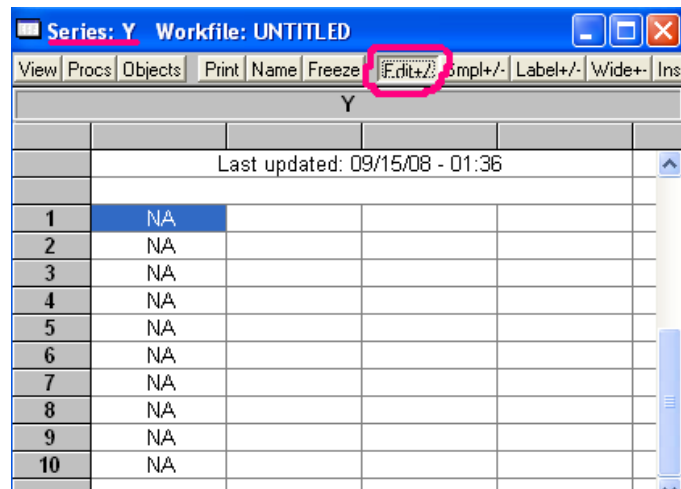 Series: Y Workfile: UNTITLED
View Procs Objects Print Name Freeze Edit+/- Smpl+/- Label+/- Wide+- Ins
Y
Last updated: 09/15/08 - 01:36
1 NA
2 NA
3 NA
4 NA
5 NA
6 NA
7 NA
8 NA
9 NA
10 NA